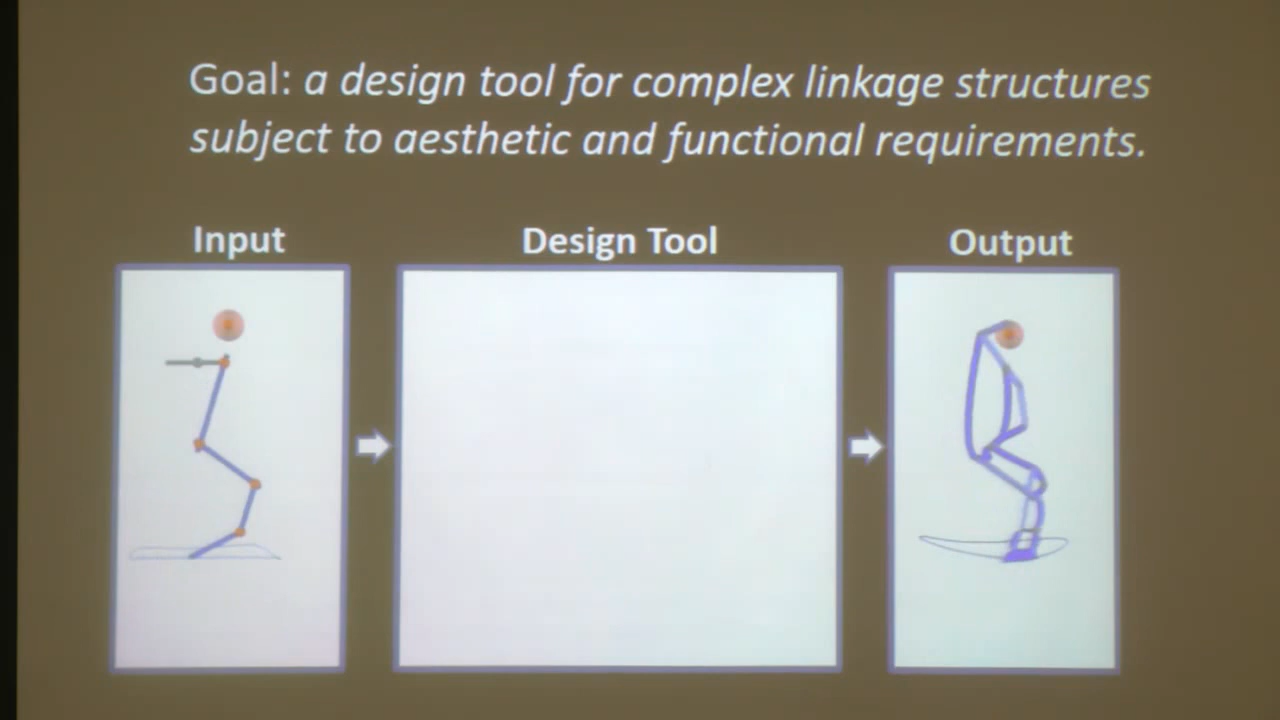 Goal: a design tool for complex linkage structures
subject to aesthetic and functional requirements.
Input
Design Tool
Output